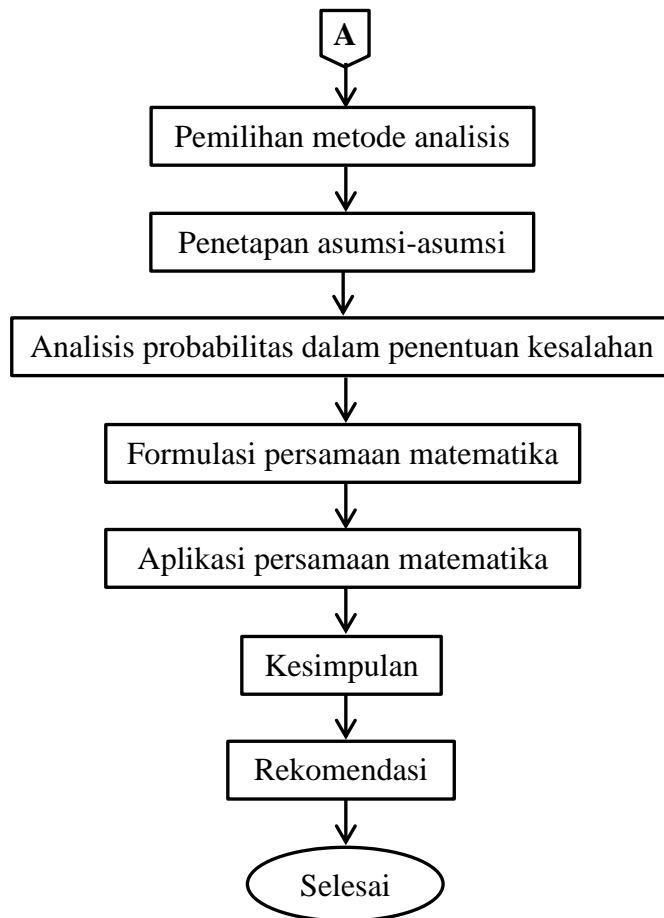 A
Pemilihan metode analisis
Penetapan asumsi-asumsi
Analisis probabilitas dalam penentuan kesalahan
Formulasi persamaan matematika
Aplikasi persamaan matematika
Kesimpulan
Rekomendasi
Selesai